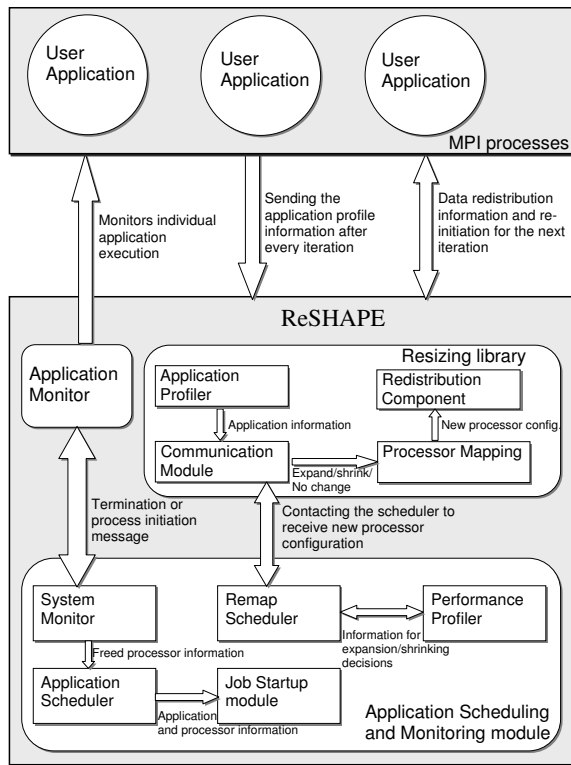 User
Application
User
Application
User
Application
MPI processes
Monitors individual
application
execution
Sending the
application profile
information after
every iteration
Data redistribution
information and re-
initiation for the next
iteration
ReSHAPE
Application
Monitor
Resizing library
Application
Profiler
Redistribution
Component
Application information
New processor config.
Communication
Module
Expand/shrink/
No change
Processor Mapping
Termination or
process initiation
message
Contacting the scheduler to
receive new processor
configuration
System
Monitor
Remap
Scheduler
Performance
Profiler
Information for
expansion/shrinking
decisions
Freed processor information
Application
Scheduler
Job Startup
module
Application
and processor information
Application Scheduling
and Monitoring module